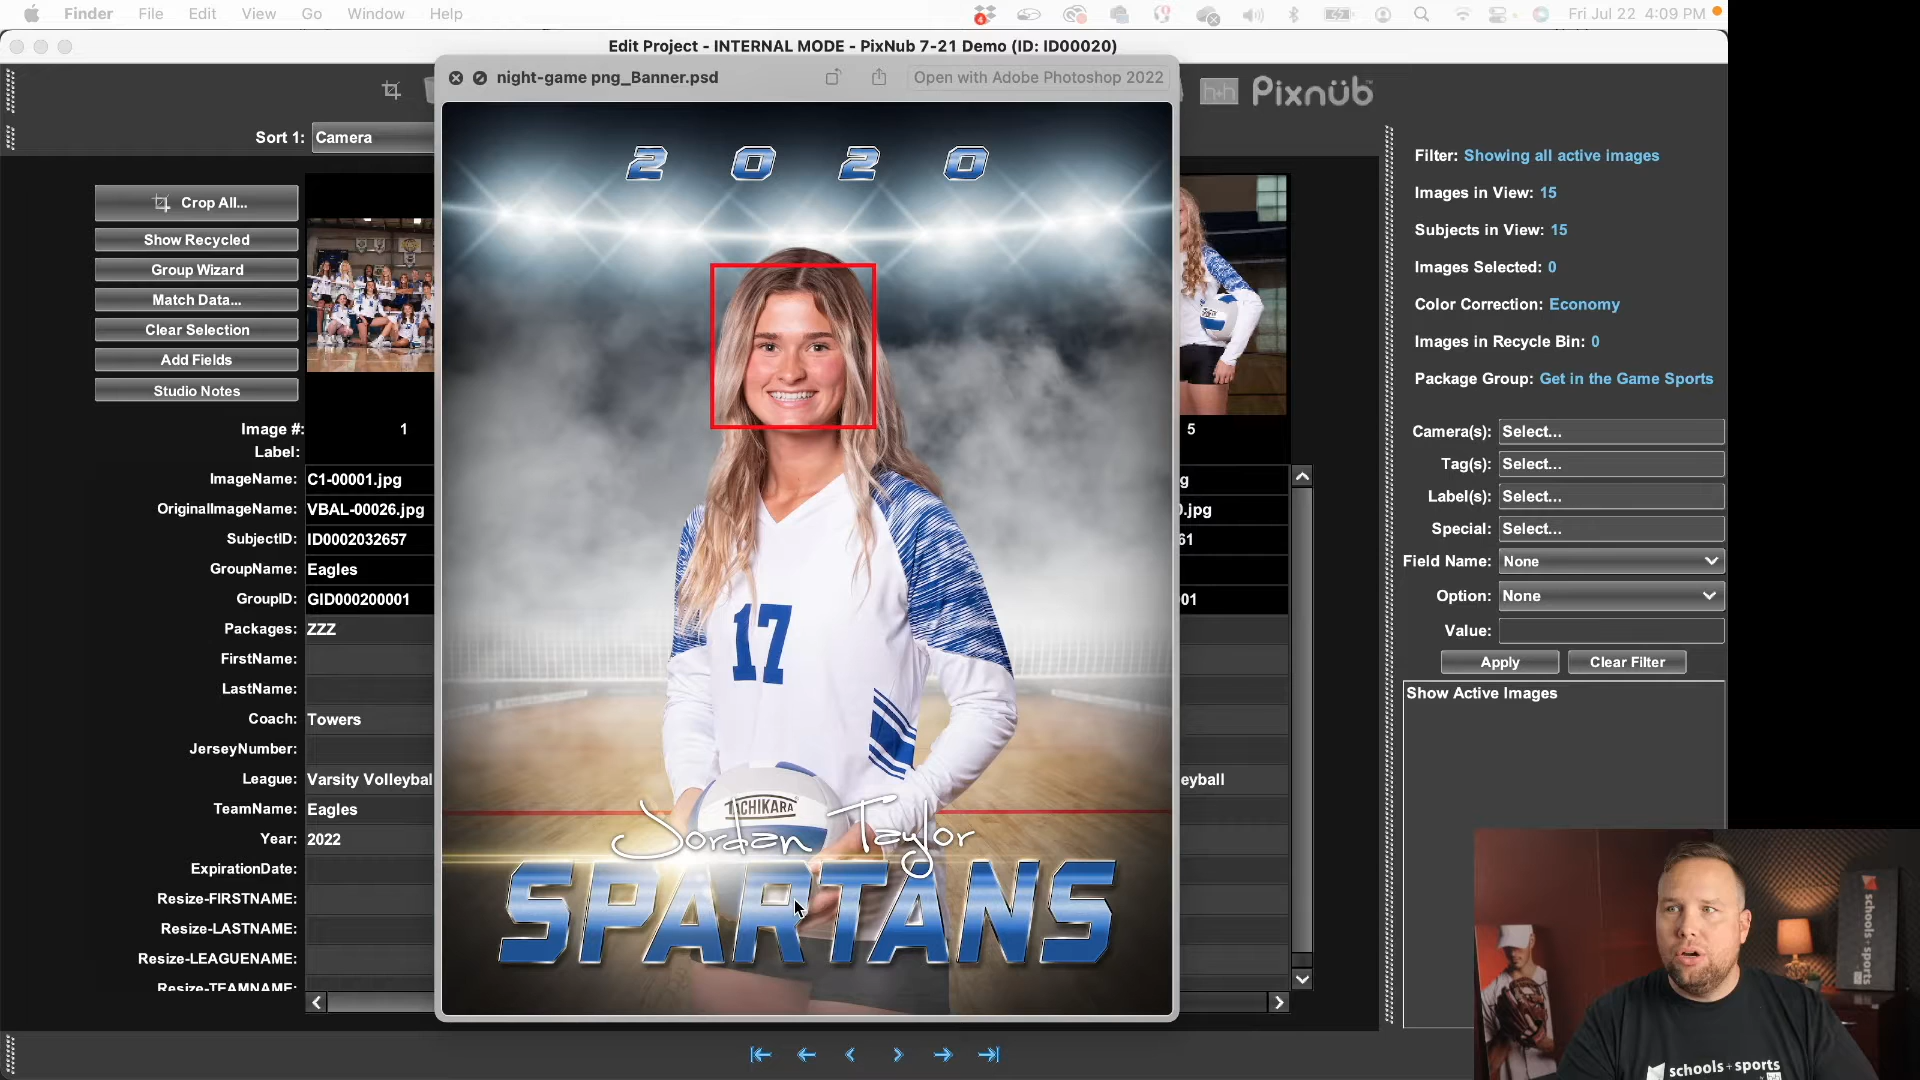 Finder File Edit View Go Window Help
4
Fri Jul 22 4:09 PM
Edit Project - INTERNAL MODE - PixNub 7-21 Demo (ID: ID00020)
night-game png_Banner.psd
Open with Adobe Photoshop 2022
h+h Pixnüb
Sort 1: Camera
Crop All...
Show Recycled
Group Wizard
Match Data...
Clear Selection
Add Fields
Studio Notes
Image #: 1
5
Label:
ImageName: C1-00001.jpg
g
OriginalImageName: VBAL-00026.jpg
.jpg
SubjectID: ID0002032657
61
GroupName: Eagles
GroupID: GID000200001
01
Packages: ZZZ
FirstName:
LastName:
Coach: Towers
JerseyNumber:
League: Varsity Volleybal
eyball
TeamName: Eagles
Year: 2022
ExpirationDate:
Resize-FIRSTNAME:
Resize-LASTNAME:
Resize-LEAGUENAME:
Resize-TEAMNAME:
2020
17
TACHIKARA
Jordan Taylor
SPARTANS
Filter: Showing all active images
Images in View: 15
Subjects in View: 15
Images Selected: 0
Color Correction: Economy
Images in Recycle Bin: 0
Package Group: Get in the Game Sports
Camera(s): Select...
Tag(s): Select...
Label(s): Select...
Special: Select...
Field Name: None
Option: None
Value:
Apply Clear Filter
Show Active Images
schools+sports
schools+sports